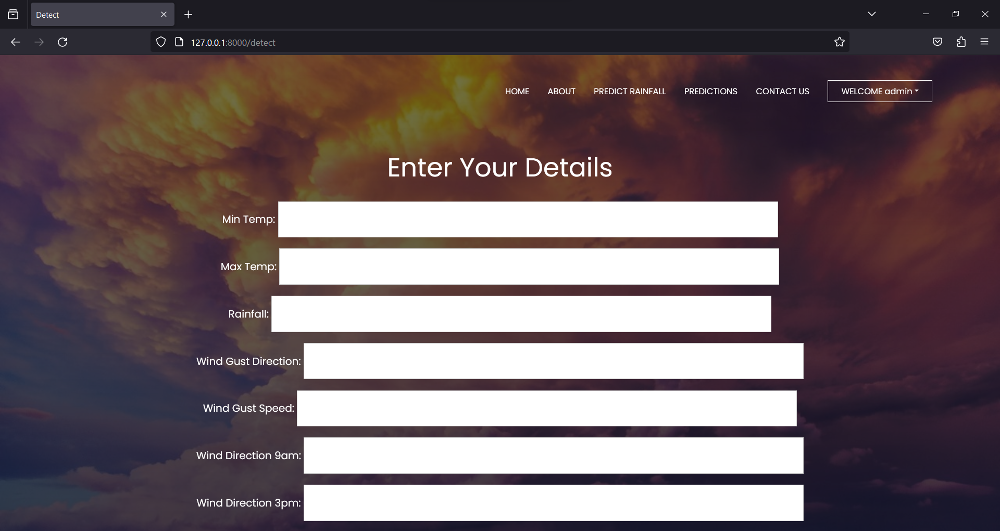 Detect
127.0.0.1:8000/detect
HOME ABOUT PREDICT RAINFALL PREDICTIONS CONTACT US WELCOME admin
Enter Your Details
Min Temp:
Max Temp:
Rainfall:
Wind Gust Direction:
Wind Gust Speed:
Wind Direction 9am:
Wind Direction 3pm: